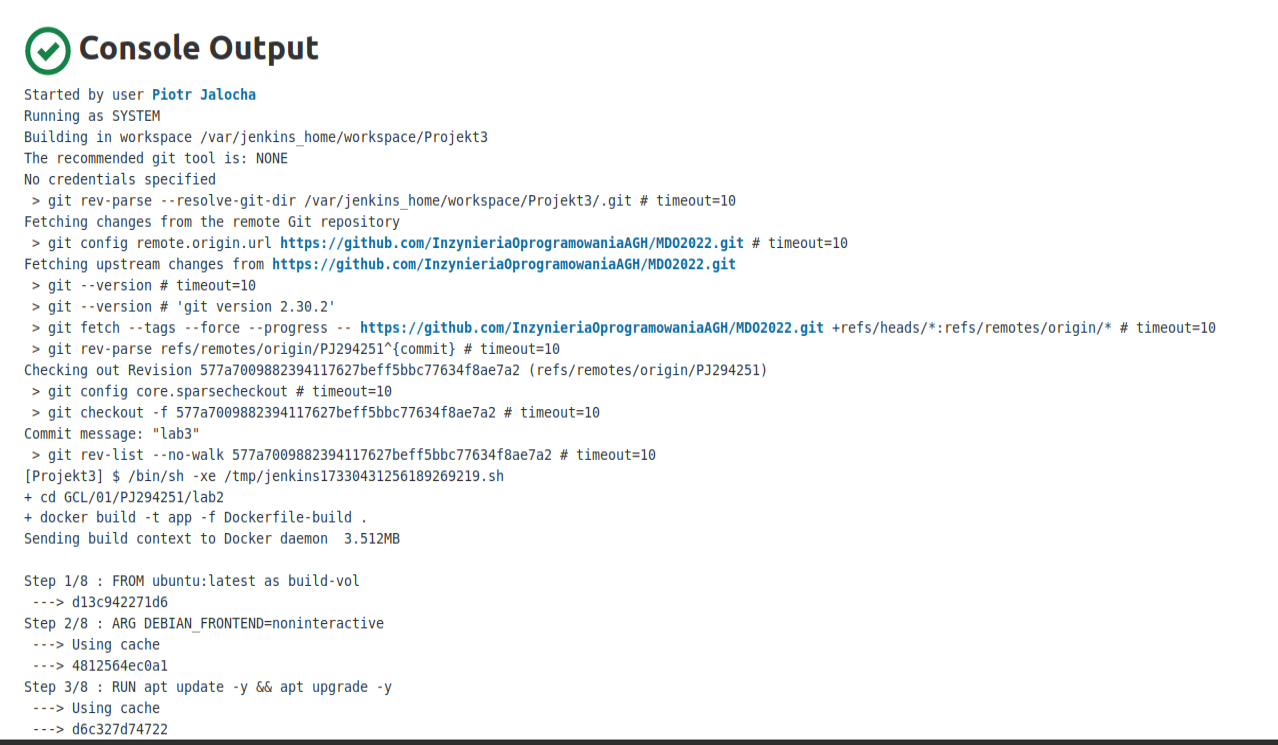 Console Output
Started by user Piotr Jalocha
Running as SYSTEM
Building in workspace /var/jenkins_home/workspace/Projekt3
The recommended git tool is: NONE
No credentials specified
 > git rev-parse --resolve-git-dir /var/jenkins_home/workspace/Projekt3/.git # timeout=10
Fetching changes from the remote Git repository
 > git config remote.origin.url https://github.com/InzynieriaOprogramowaniaAGH/MDO2022.git # timeout=10
Fetching upstream changes from https://github.com/InzynieriaOprogramowaniaAGH/MDO2022.git
 > git --version # timeout=10
 > git --version # 'git version 2.30.2'
 > git fetch --tags --force --progress -- https://github.com/InzynieriaOprogramowaniaAGH/MDO2022.git +refs/heads/*:refs/remotes/origin/* # timeout=10
 > git rev-parse refs/remotes/origin/PJ294251^{commit} # timeout=10
Checking out Revision 577a7009882394117627beff5bbc77634f8ae7a2 (refs/remotes/origin/PJ294251)
 > git config core.sparsecheckout # timeout=10
 > git checkout -f 577a7009882394117627beff5bbc77634f8ae7a2 # timeout=10
Commit message: "lab3"
 > git rev-list --no-walk 577a7009882394117627beff5bbc77634f8ae7a2 # timeout=10
[Projekt3] $ /bin/sh -xe /tmp/jenkins17330431256189269219.sh
+ cd GCL/01/PJ294251/lab2
+ docker build -t app -f Dockerfile-build .
Sending build context to Docker daemon  3.512MB
Step 1/8 : FROM ubuntu:latest as build-vol
 ---> d13c942271d6
Step 2/8 : ARG DEBIAN_FRONTEND=noninteractive
 ---> Using cache
 ---> 4812564ec0a1
Step 3/8 : RUN apt update -y && apt upgrade -y
 ---> Using cache
 ---> d6c327d74722